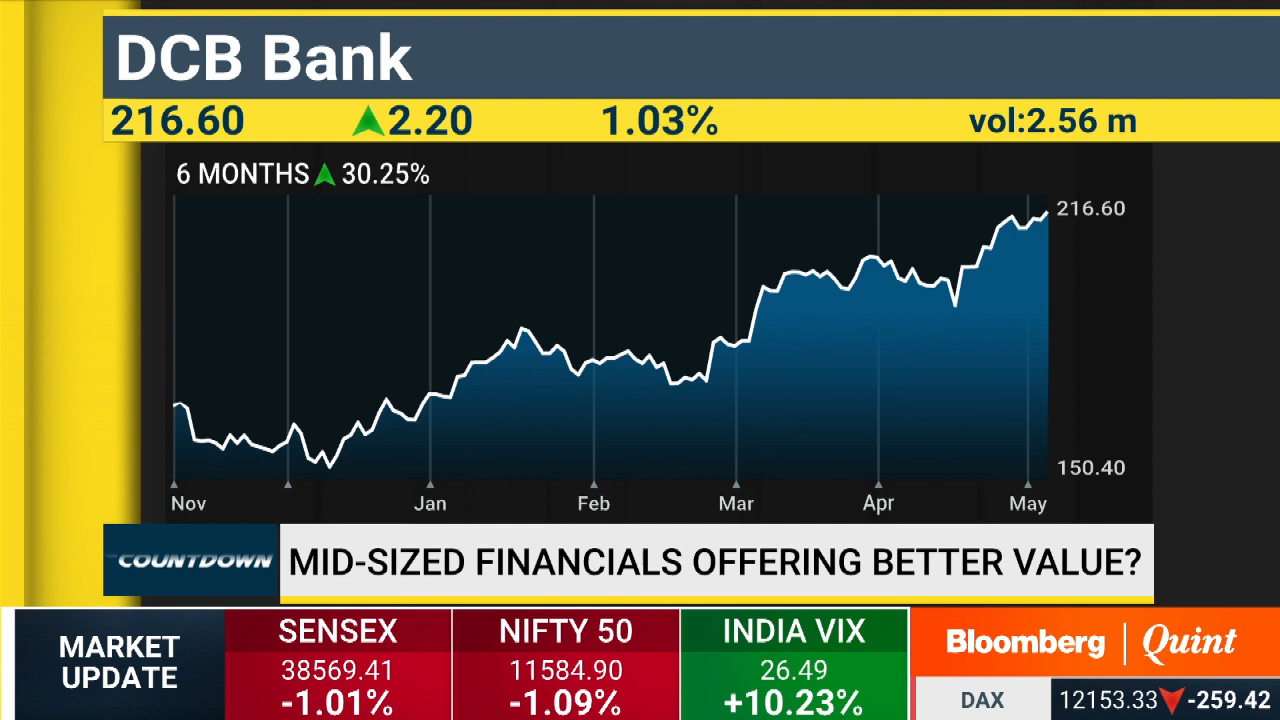 DCB Bank
216.60 2.20 1.03% vol:2.56 m
6 MONTHS 30.25%
216.60
150.40
Nov Jan Feb Mar Apr May
COUNTDOWN MID-SIZED FINANCIALS OFFERING BETTER VALUE?
MARKET UPDATE
SENSEX
38569.41
-1.01%
NIFTY 50
11584.90
-1.09%
INDIA VIX
26.49
+10.23%
Bloomberg | Quint
DAX 12153.33 -259.42